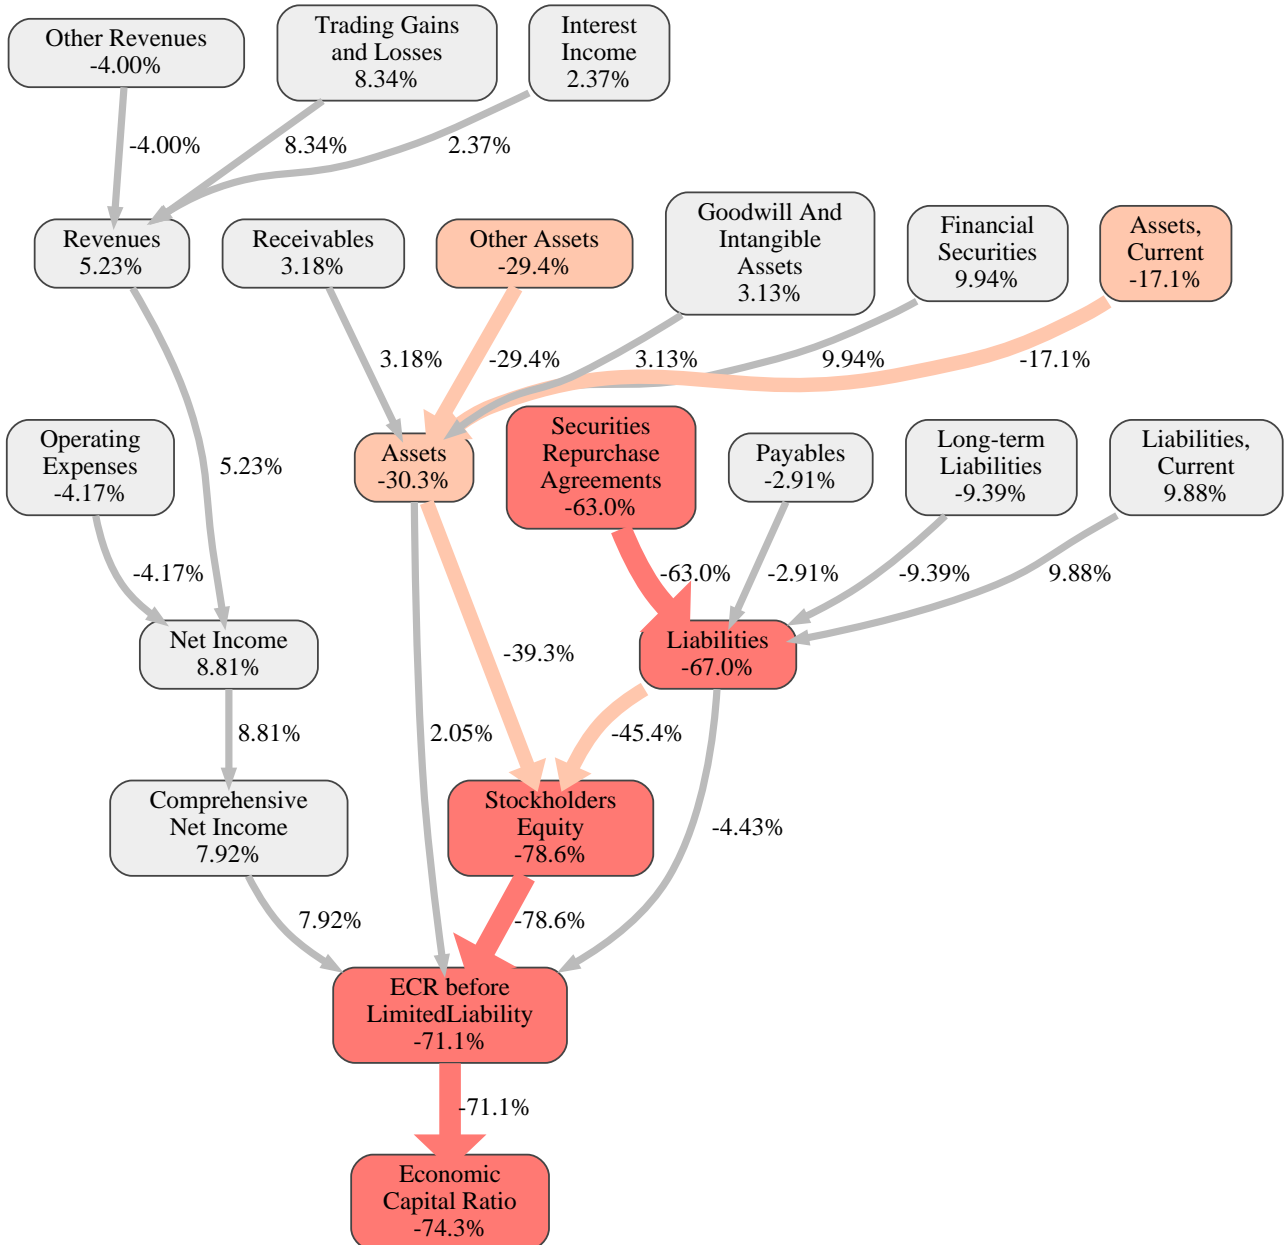 Other Revenues
-4.00%
Trading Gains
and Losses
8.34%
Interest
Income
2.37%
-4.00%
8.34%
2.37%
Revenues
5.23%
Receivables
3.18%
Other Assets
-29.4%
Goodwill And
Intangible
Assets
3.13%
Financial
Securities
9.94%
Assets,
Current
-17.1%
3.18%
-29.4%
3.13%
9.94%
-17.1%
Operating
Expenses
-4.17%
5.23%
Assets
-30.3%
Securities
Repurchase
Agreements
-63.0%
Payables
-2.91%
Long-term
Liabilities
-9.39%
Liabilities,
Current
9.88%
-4.17%
-63.0%
-2.91%
-9.39%
9.88%
Net Income
8.81%
-39.3%
Liabilities
-67.0%
8.81%
2.05%
-45.4%
Comprehensive
Net Income
7.92%
Stockholders
Equity
-78.6%
-4.43%
7.92%
-78.6%
ECR before
LimitedLiability
-71.1%
-71.1%
Economic
Capital Ratio
-74.3%